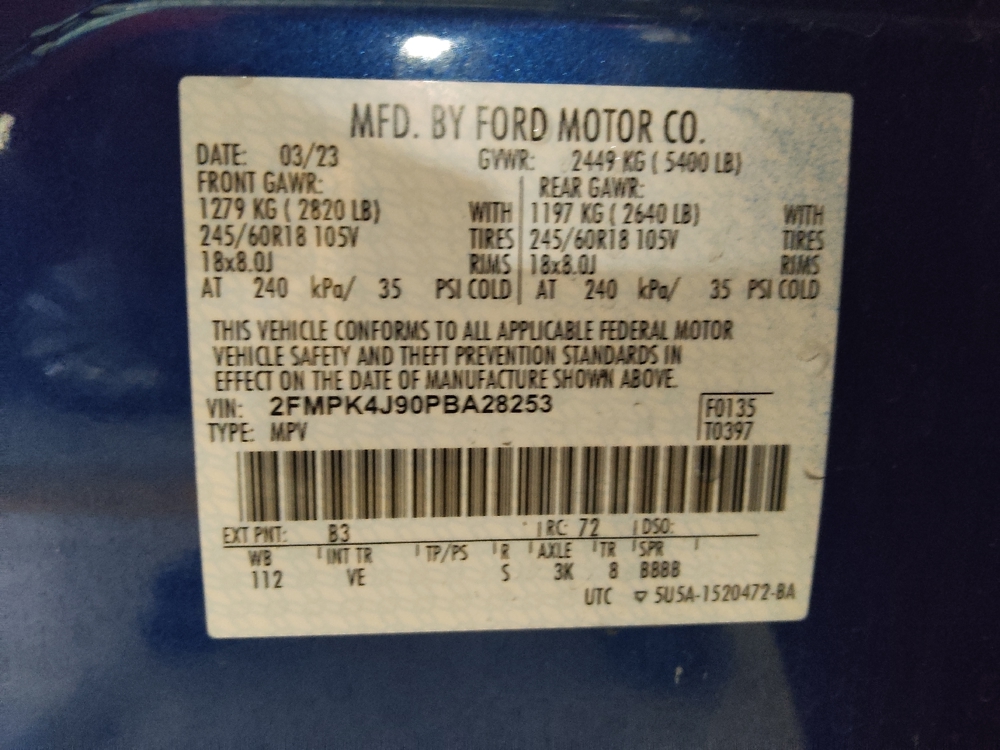 MFD. BY FORD MOTOR CO.
DATE: 03/23 GVWR: 2449 KG ( 5400 LB)
FRONT GAWR: REAR GAWR:
1279 KG ( 2820 LB) WITH 1197 KG ( 2640 LB) WITH
245/60R18 105V TIRES 245/60R18 105V TIRES
18x8.0J RIMS 18x8.0J RIMS
AT 240 kPa/ 35 PSI COLD AT 240 kPa/ 35 PSI COLD
THIS VEHICLE CONFORMS TO ALL APPLICABLE FEDERAL MOTOR
VEHICLE SAFETY AND THEFT PREVENTION STANDARDS IN
EFFECT ON THE DATE OF MANUFACTURE SHOWN ABOVE.
VIN: 2FMPK4J90PBA28253 F0135
TYPE: MPV T0397
EXT PNT: B3 RC: 72 DSO:
WB INT TR TP/PS R AXLE TR SPR
112 VE S 3K 8 BBBB
UTC ▽ 5U5A-1520472-BA